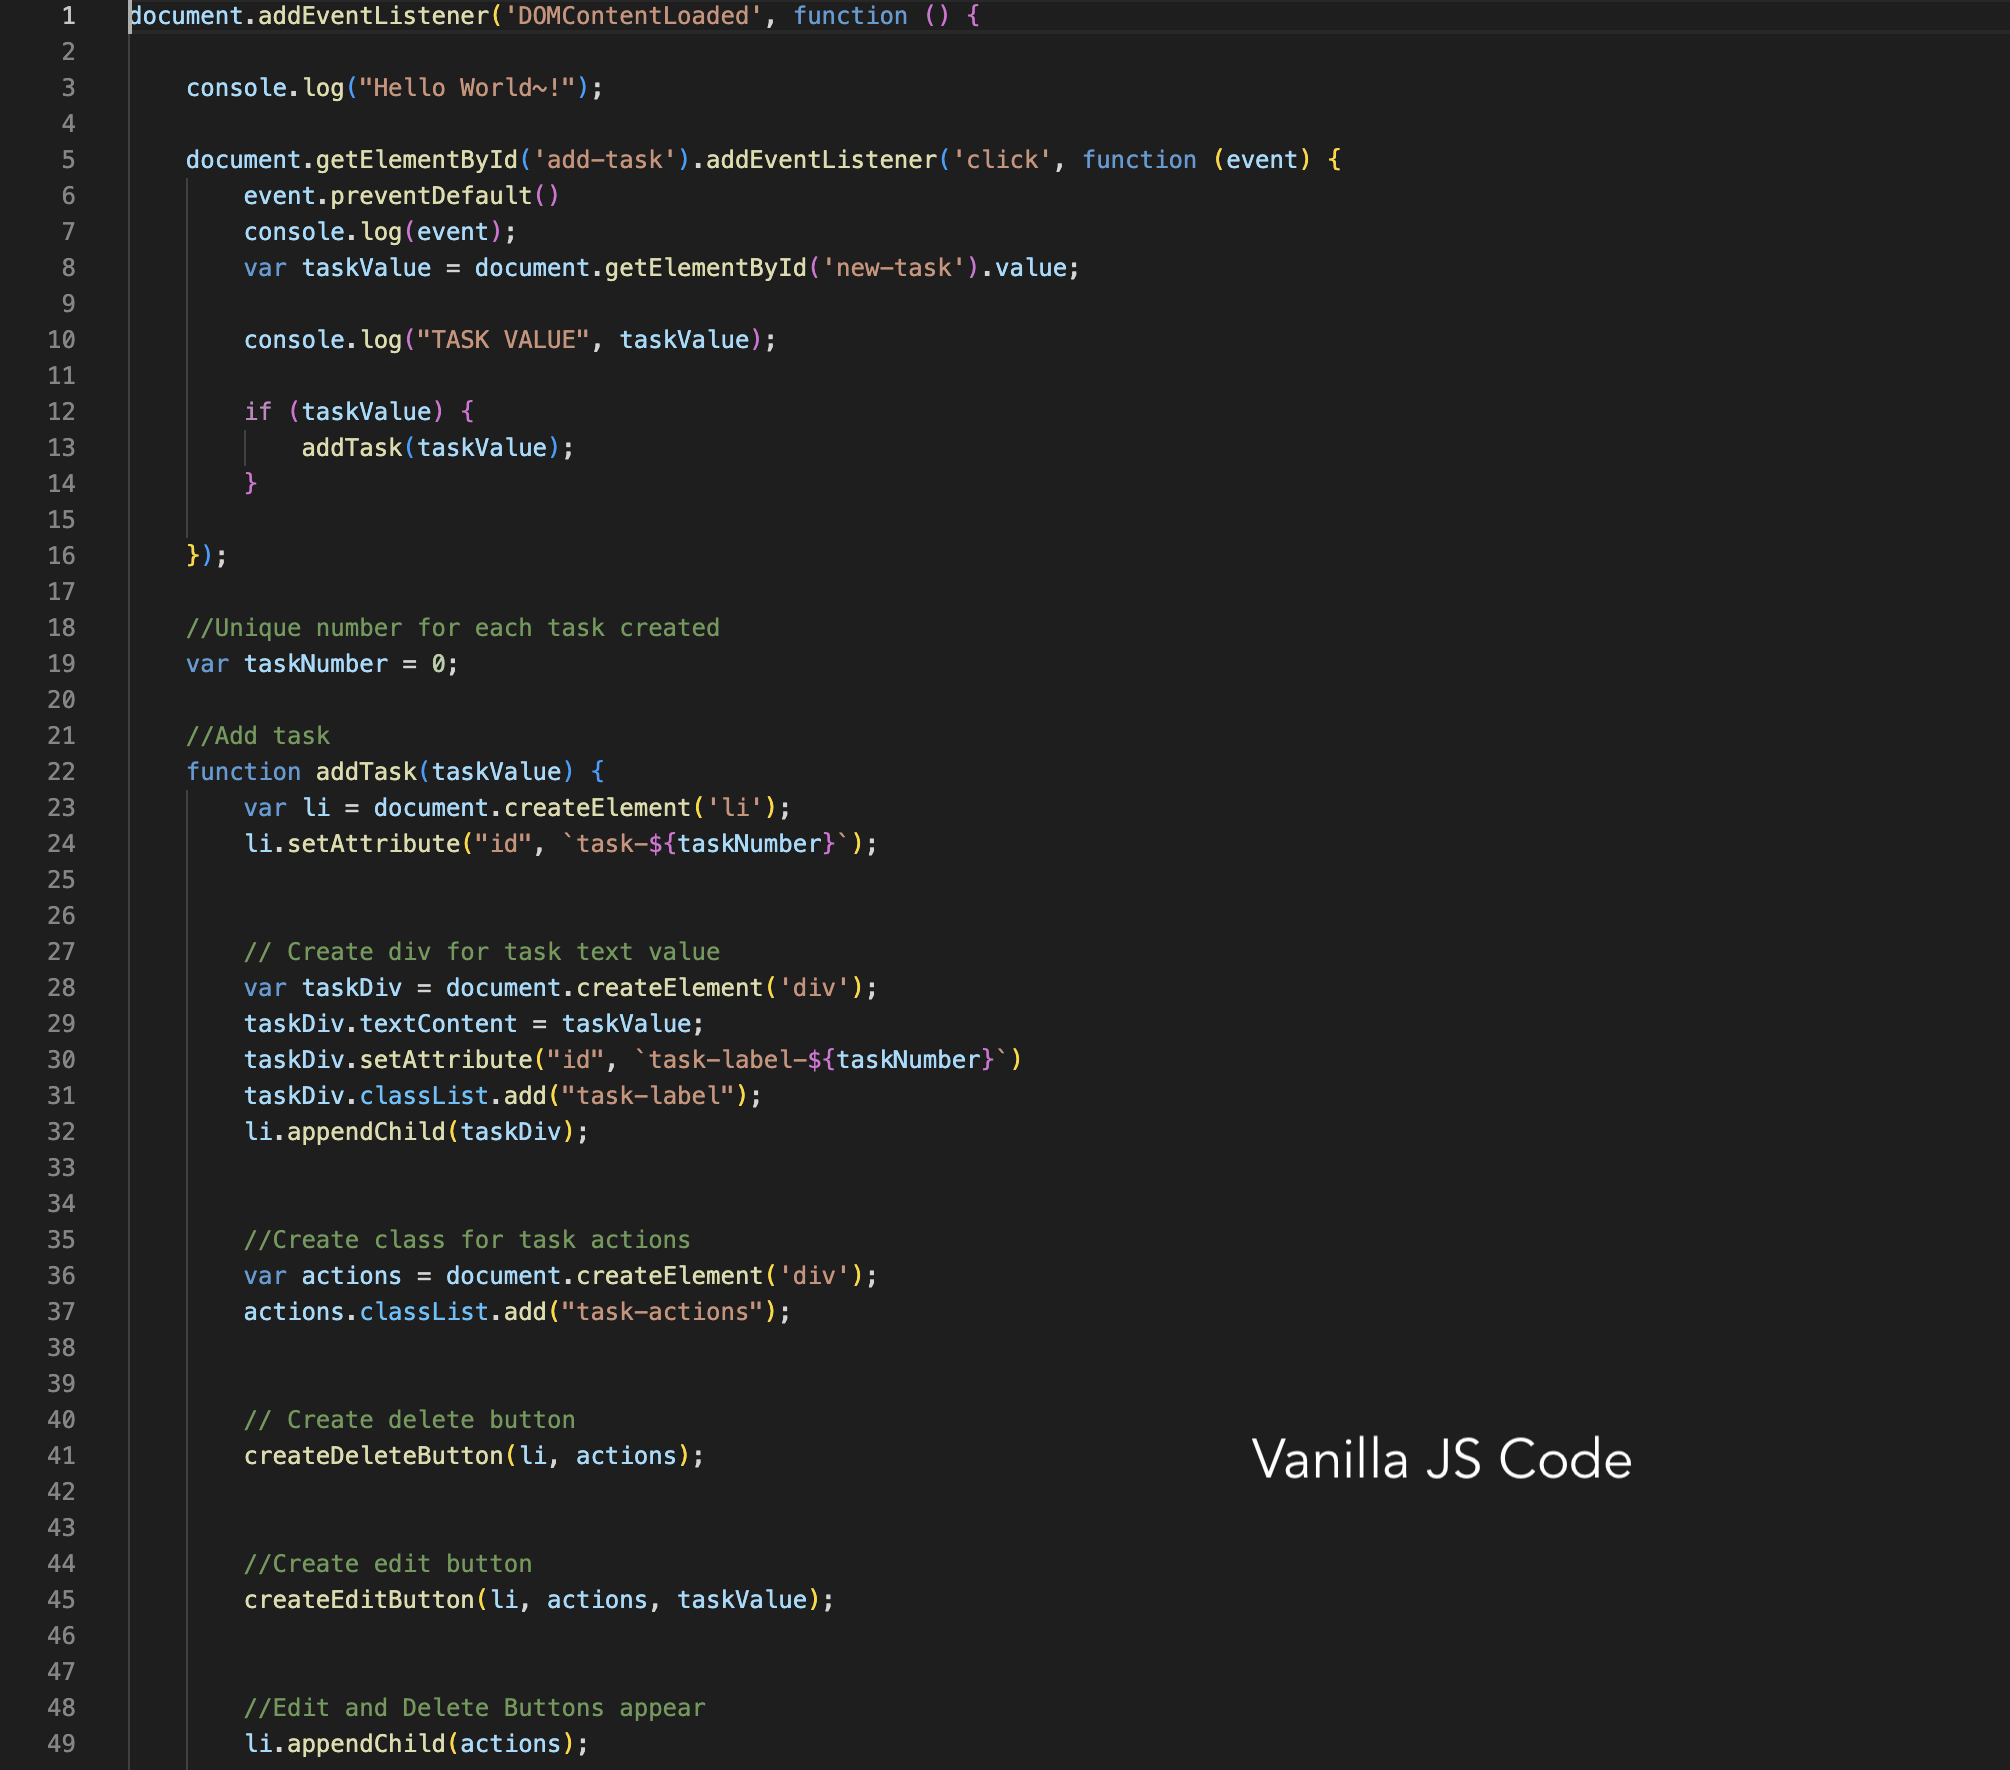 1 document.addEventListener('DOMContentLoaded', function () {
2
3 console.log("Hello World~!");
4
5 document.getElementById('add-task').addEventListener('click', function (event) {
6 event.preventDefault()
7 console.log(event);
8 var taskValue = document.getElementById('new-task').value;
9
10 console.log("TASK VALUE", taskValue);
11
12 if (taskValue) {
13 addTask(taskValue);
14 }
15
16 });
17
18 //Unique number for each task created
19 var taskNumber = 0;
20
21 //Add task
22 function addTask(taskValue) {
23 var li = document.createElement('li');
24 li.setAttribute("id", `task-${taskNumber}`);
25
26
27 // Create div for task text value
28 var taskDiv = document.createElement('div');
29 taskDiv.textContent = taskValue;
30 taskDiv.setAttribute("id", `task-label-${taskNumber}`)
31 taskDiv.classList.add("task-label");
32 li.appendChild(taskDiv);
33
34
35 //Create class for task actions
36 var actions = document.createElement('div');
37 actions.classList.add("task-actions");
38
39
40 // Create delete button
41 createDeleteButton(li, actions);
42
43
44 //Create edit button
45 createEditButton(li, actions, taskValue);
46
47
48 //Edit and Delete Buttons appear
49 li.appendChild(actions);
Vanilla JS Code